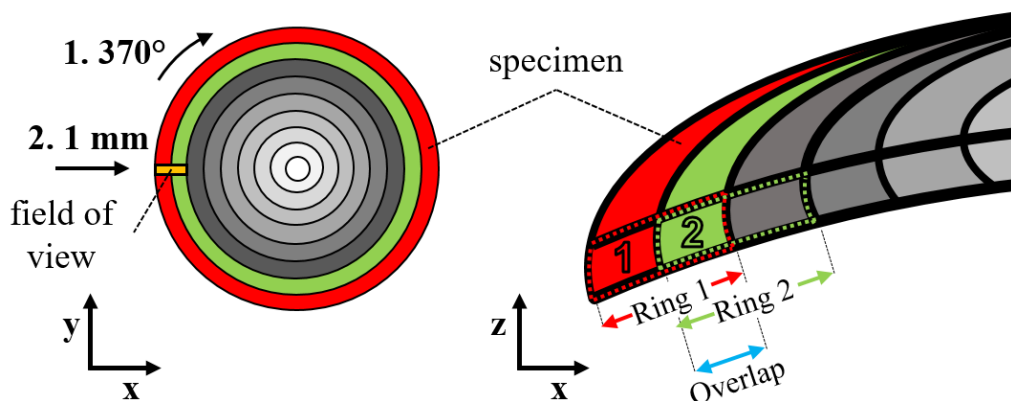 1. 370°
2. 1 mm
field of
view
y
x
specimen
1
2
Ring 1
Ring 2
Overlap
z
x